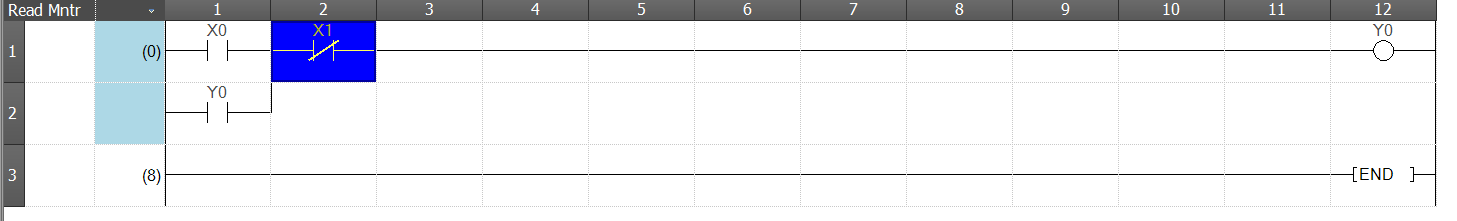 Read Mntr 1 2 3 4 5 6 7 8 9 10 11 12
X0 X1 Y0
1 (0)
Y0
2
3 (8) [END ]